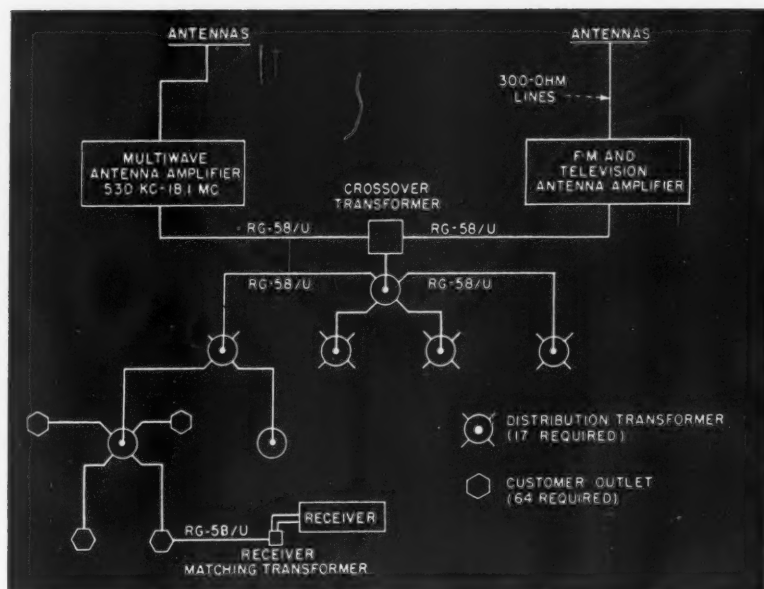 ANTENNAS
ANTENNAS
300-OHM
LINES
MULTIWAVE
ANTENNA AMPLIFIER
530 KC-18.1 MC
F-M AND
TELEVISION
ANTENNA AMPLIFIER
CROSSOVER
TRANSFORMER
RG-58/U
RG-58/U
RG-58/U
RG-58/U
DISTRIBUTION TRANSFORMER
(17 REQUIRED)
CUSTOMER OUTLET
(64 REQUIRED)
RG-58/U
RECEIVER
RECEIVER
MATCHING TRANSFORMER